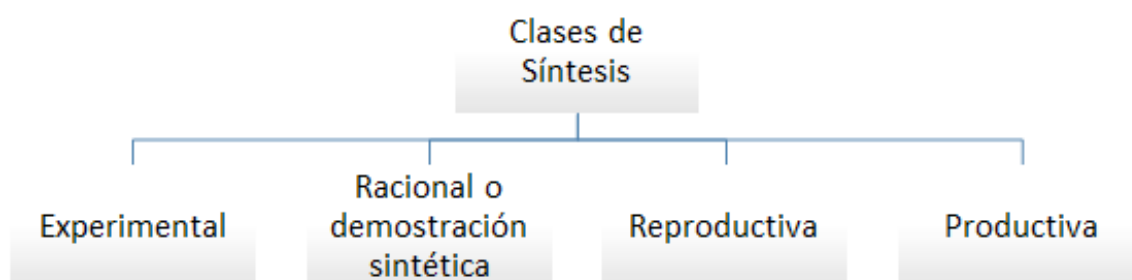 Clases de
Síntesis
Experimental
Racional o
demostración
sintética
Reproductiva
Productiva